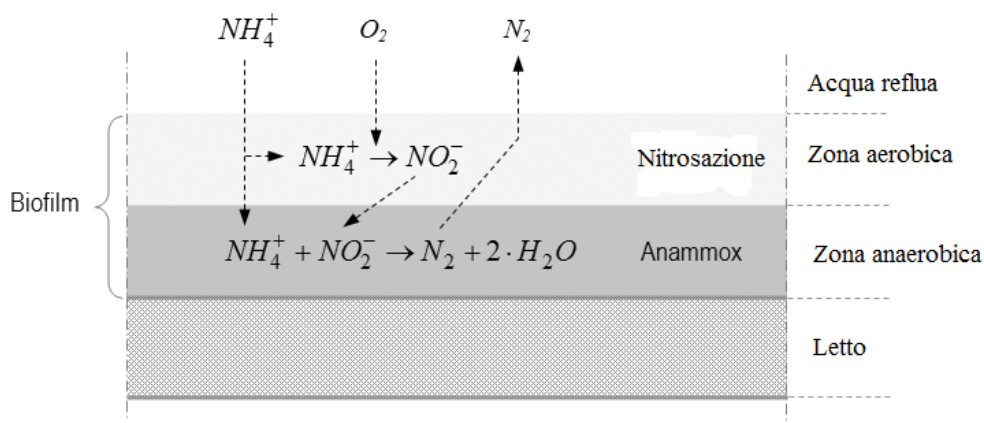 NH₄⁺ O₂ N₂
Acqua reflua
NH₄⁺ → NO₂⁻ Nitrosazione Zona aerobica
Biofilm
NH₄⁺ + NO₂⁻ → N₂ + 2 · H₂O Anammox Zona anaerobica
Letto